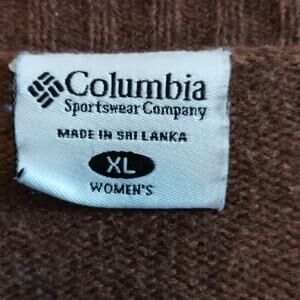 Columbia
Sportswear Company
MADE IN SRI LANKA
XL
WOMEN'S